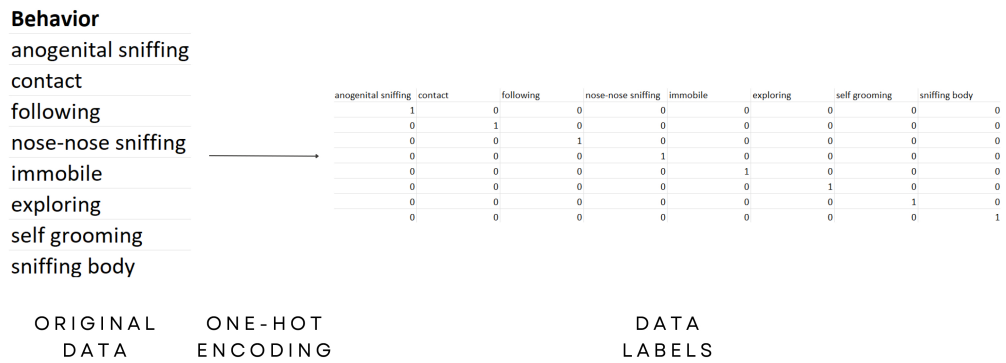 Behavior
anogenital sniffing
contact
following
nose-nose sniffing
immobile
exploring
self grooming
sniffing body
anogenital sniffing contact following nose-nose sniffing immobile exploring self grooming sniffing body
1 0 0 0 0 0 0 0
0 1 0 0 0 0 0 0
0 0 1 0 0 0 0 0
0 0 0 1 0 0 0 0
0 0 0 0 1 0 0 0
0 0 0 0 0 1 0 0
0 0 0 0 0 0 1 0
0 0 0 0 0 0 0 1
ORIGINAL
DATA
ONE-HOT
ENCODING
DATA
LABELS